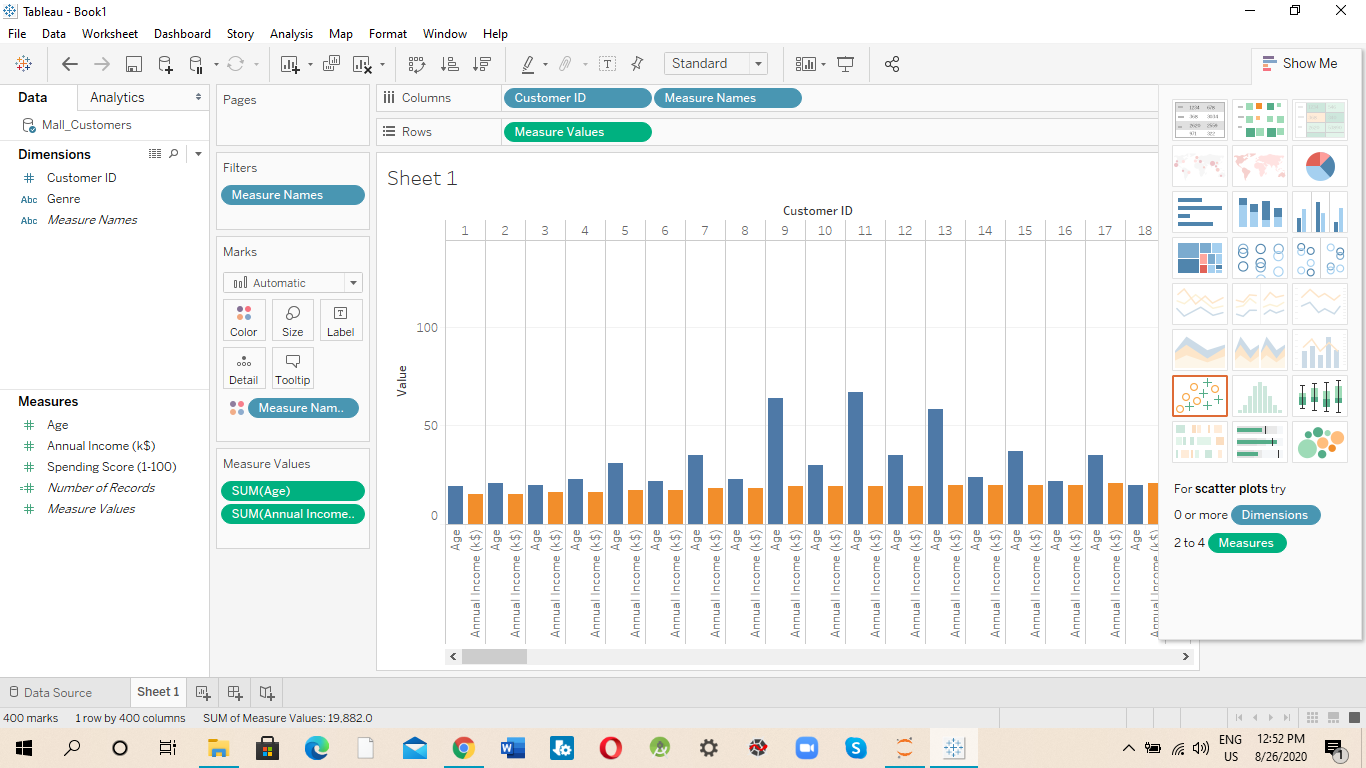 Tableau - Book1
File Data Worksheet Dashboard Story Analysis Map Format Window Help
Standard
Show Me
Data Analytics
Mall_Customers
Dimensions
# Customer ID
Abc Genre
Abc Measure Names
Measures
# Age
# Annual Income (k$)
# Spending Score (1-100)
=# Number of Records
# Measure Values
Pages
Filters
Measure Names
Marks
Automatic
Color Size Label
Detail Tooltip
Measure Nam..
Measure Values
SUM(Age)
SUM(Annual Income..
Columns Customer ID Measure Names
Rows Measure Values
Sheet 1
Customer ID
1 2 3 4 5 6 7 8 9 10 11 12 13 14 15 16 17 18
Value
100
50
0
Age Annual Income (k$) Age Annual Income (k$) Age Annual Income (k$) Age Annual Income (k$) Age Annual Income (k$) Age Annual Income (k$) Age Annual Income (k$) Age Annual Income (k$) Age Annual Income (k$) Age Annual Income (k$) Age Annual Income (k$) Age Annual Income (k$) Age Annual Income (k$) Age Annual Income (k$) Age Annual Income (k$) Age Annual Income (k$) Age Annual Income (k$) Age
For scatter plots try
0 or more Dimensions
2 to 4 Measures
Data Source Sheet 1
400 marks 1 row by 400 columns SUM of Measure Values: 19,882.0
ENG
US
12:52 PM
8/26/2020
1